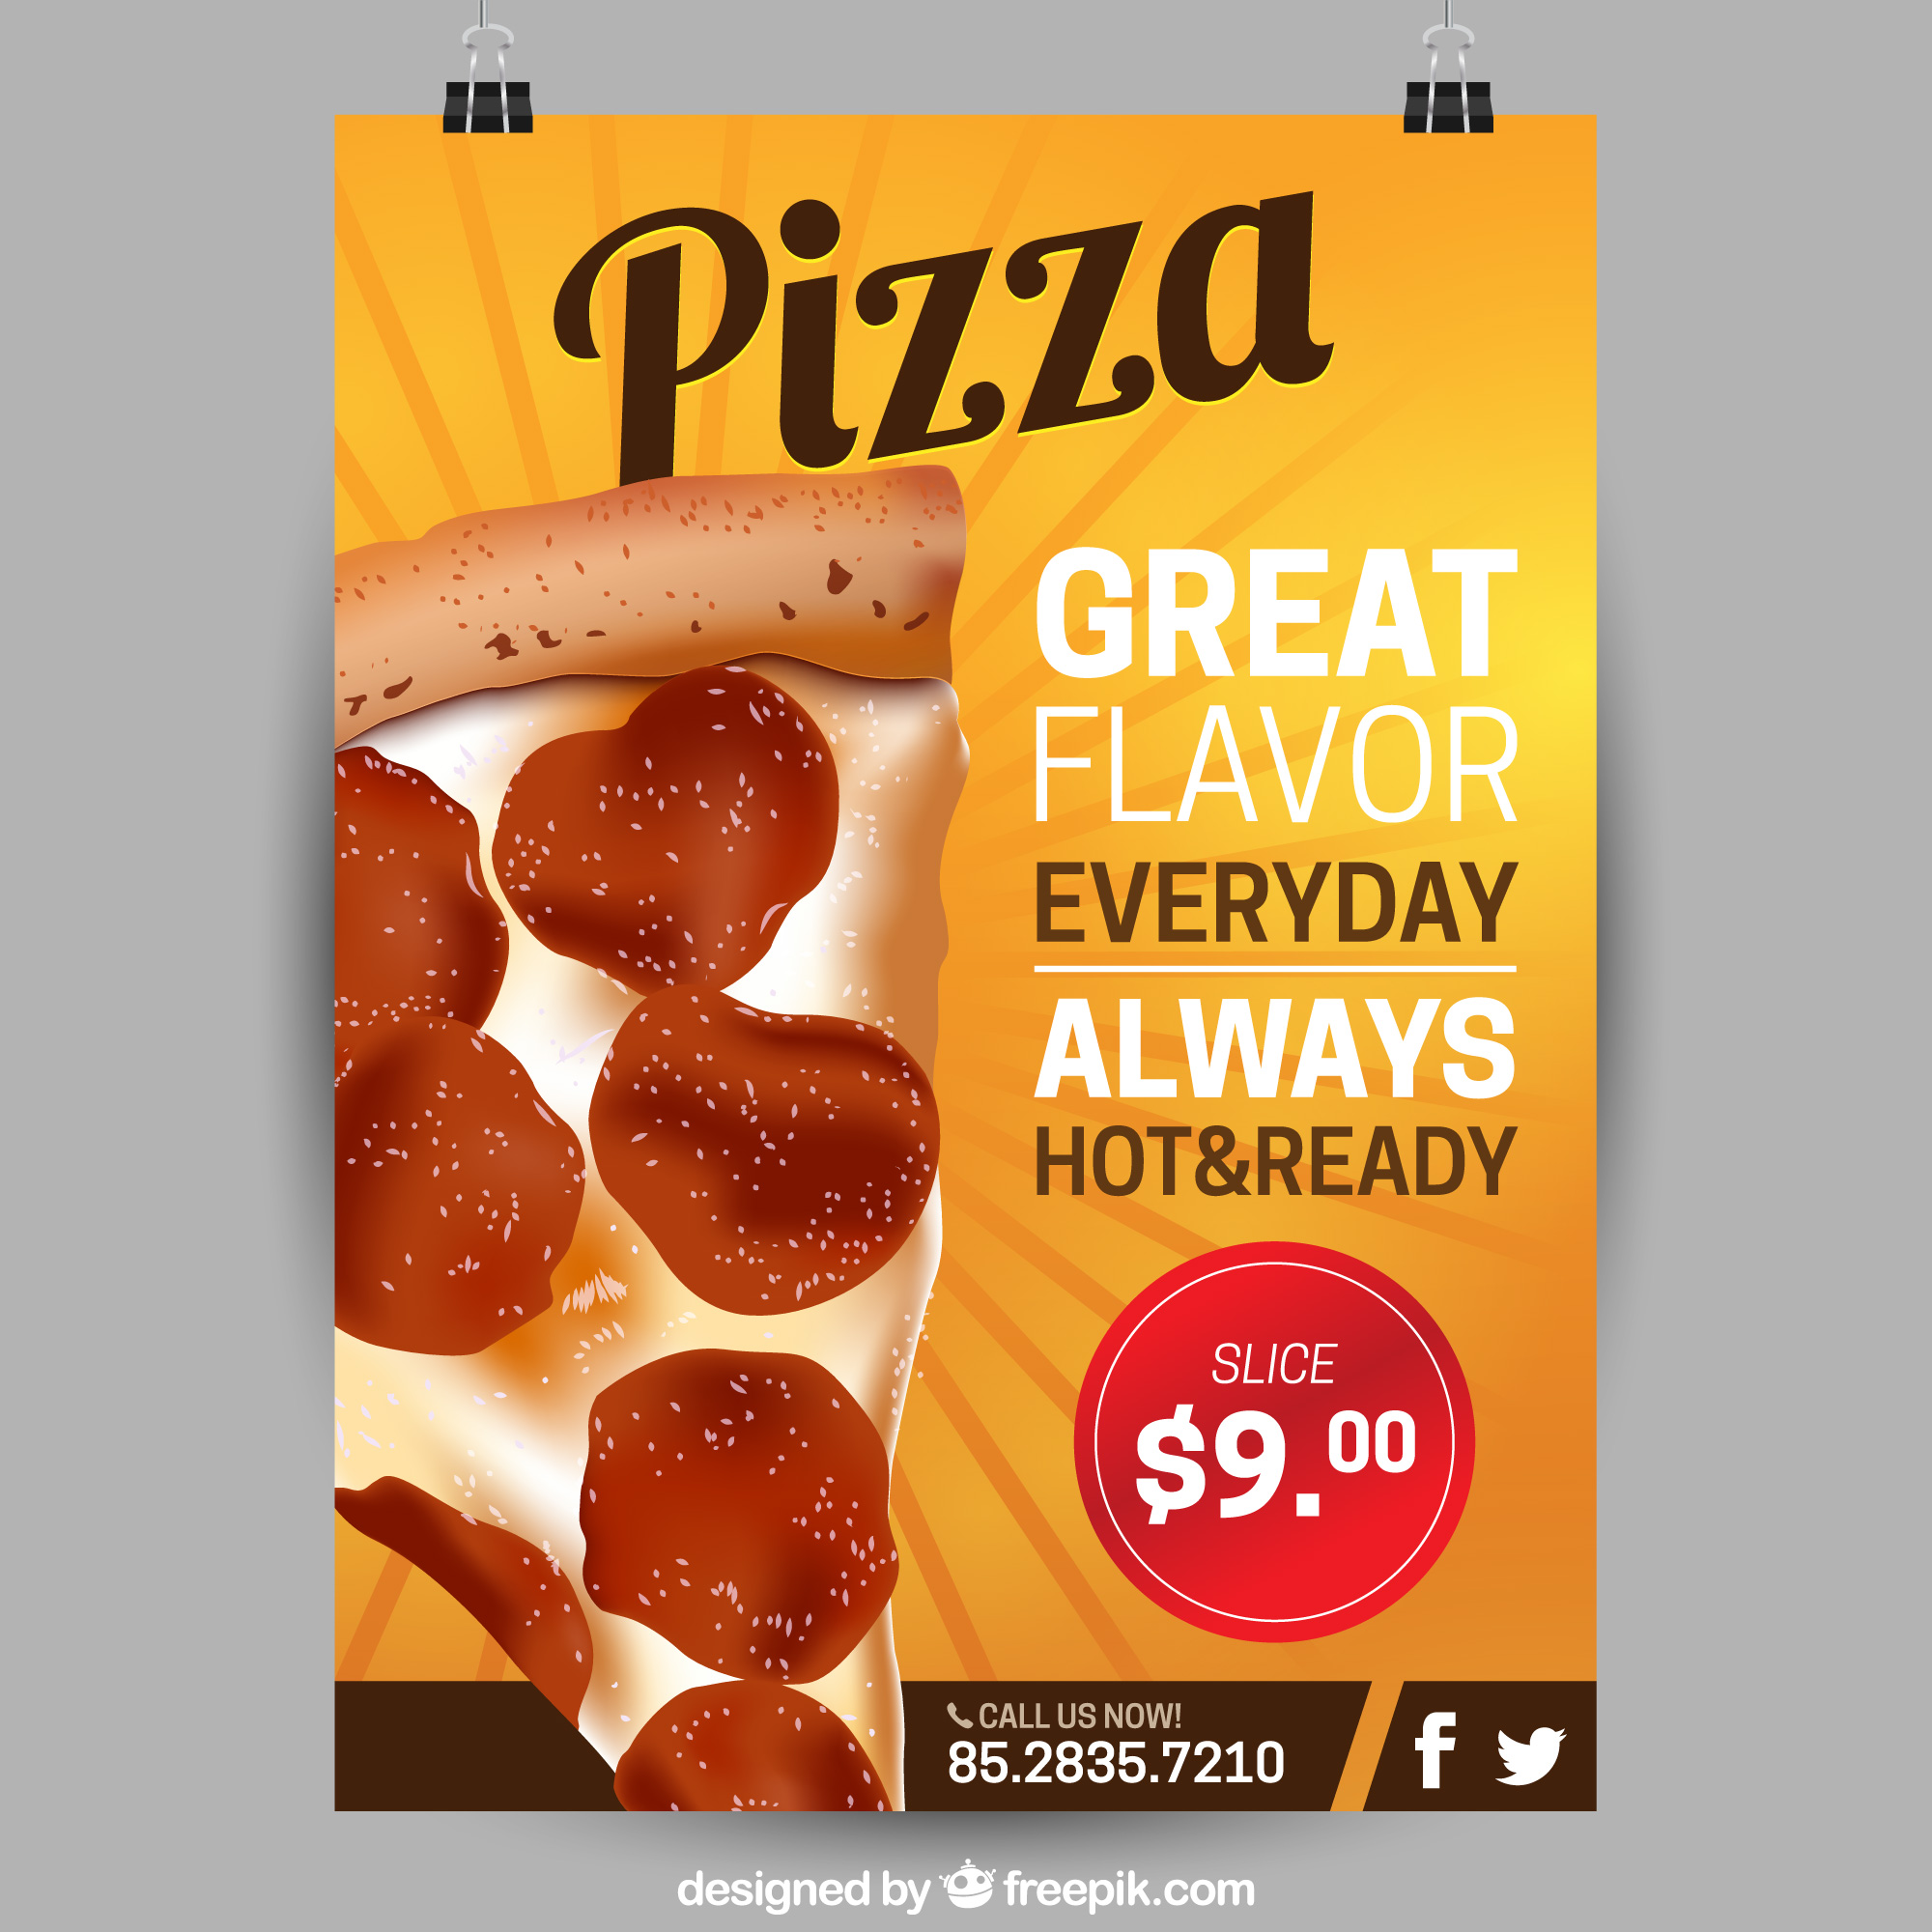 Pizza
GREAT
FLAVOR
EVERYDAY
ALWAYS
HOT&READY
SLICE
$9.00
CALL US NOW!
85.2835.7210
designed by freepik.com